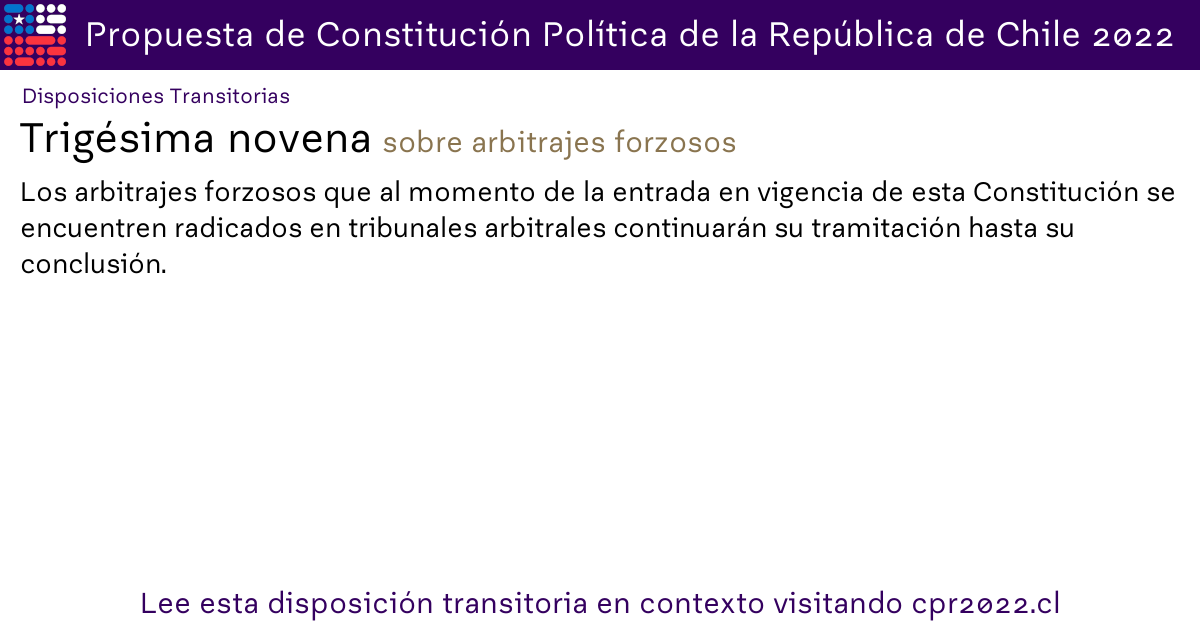 Propuesta de Constitución Política de la República de Chile 2022
Disposiciones Transitorias
Trigésima novena sobre arbitrajes forzosos
Los arbitrajes forzosos que al momento de la entrada en vigencia de esta Constitución se
encuentren radicados en tribunales arbitrales continuarán su tramitación hasta su
conclusión.
Lee esta disposición transitoria en contexto visitando cpr2022.cl